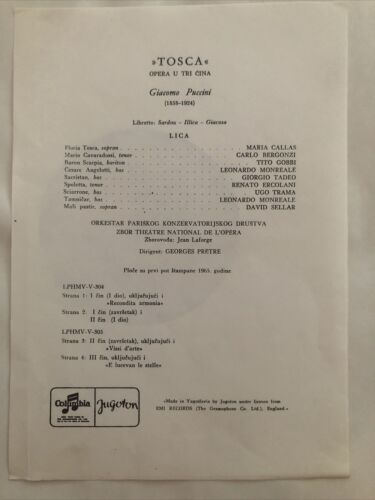 »TOSCA«
OPERA U TRI ČINA
Giacomo Puccini
(1858-1924)
Libretto: Sardou - Illica - Giacosa
LICA
Floria Tosca, sopran MARIA CALLAS
Mario Cavaradossi, tenor CARLO BERGONZI
Baron Scarpia, bariton TITO GOBBI
Cesare Angelotti, bas LEONARDO MONREALE
Sacristan, bas GIORGIO TADEO
Spoletta, tenor RENATO ERCOLANI
Sciarrone, bas UGO TRAMA
Tamničar, bas LEONARDO MONREALE
Mali pastir, sopran DAVID SELLAR
ORKESTAR PARISKOG KONZERVATORIJSKOG DRUŠTVA
ZBOR THEATRE NATIONAL DE L'OPERA
Zborovođa: Jean Laforge
Dirigent: GEORGES PRETRE
Ploče su prvi put štampane 1965. godine
LPHMV-V-304
Strana 1: I čin (I dio), uključujući i
»Recondita armonia«
Strana 2: I čin (završetak) i
II čin (I dio)
LPHMV-V-305
Strana 3: II čin (završetak), uključujući i
»Vissi d'arte«
Strana 4: III čin, uključujući i
»E lucevan le stelle«
Columbia
Jugoton
»Made in Yugoslavia by Jugoton under licence from
EMI RECORDS (The Gramophone Co. Ltd.), England.«